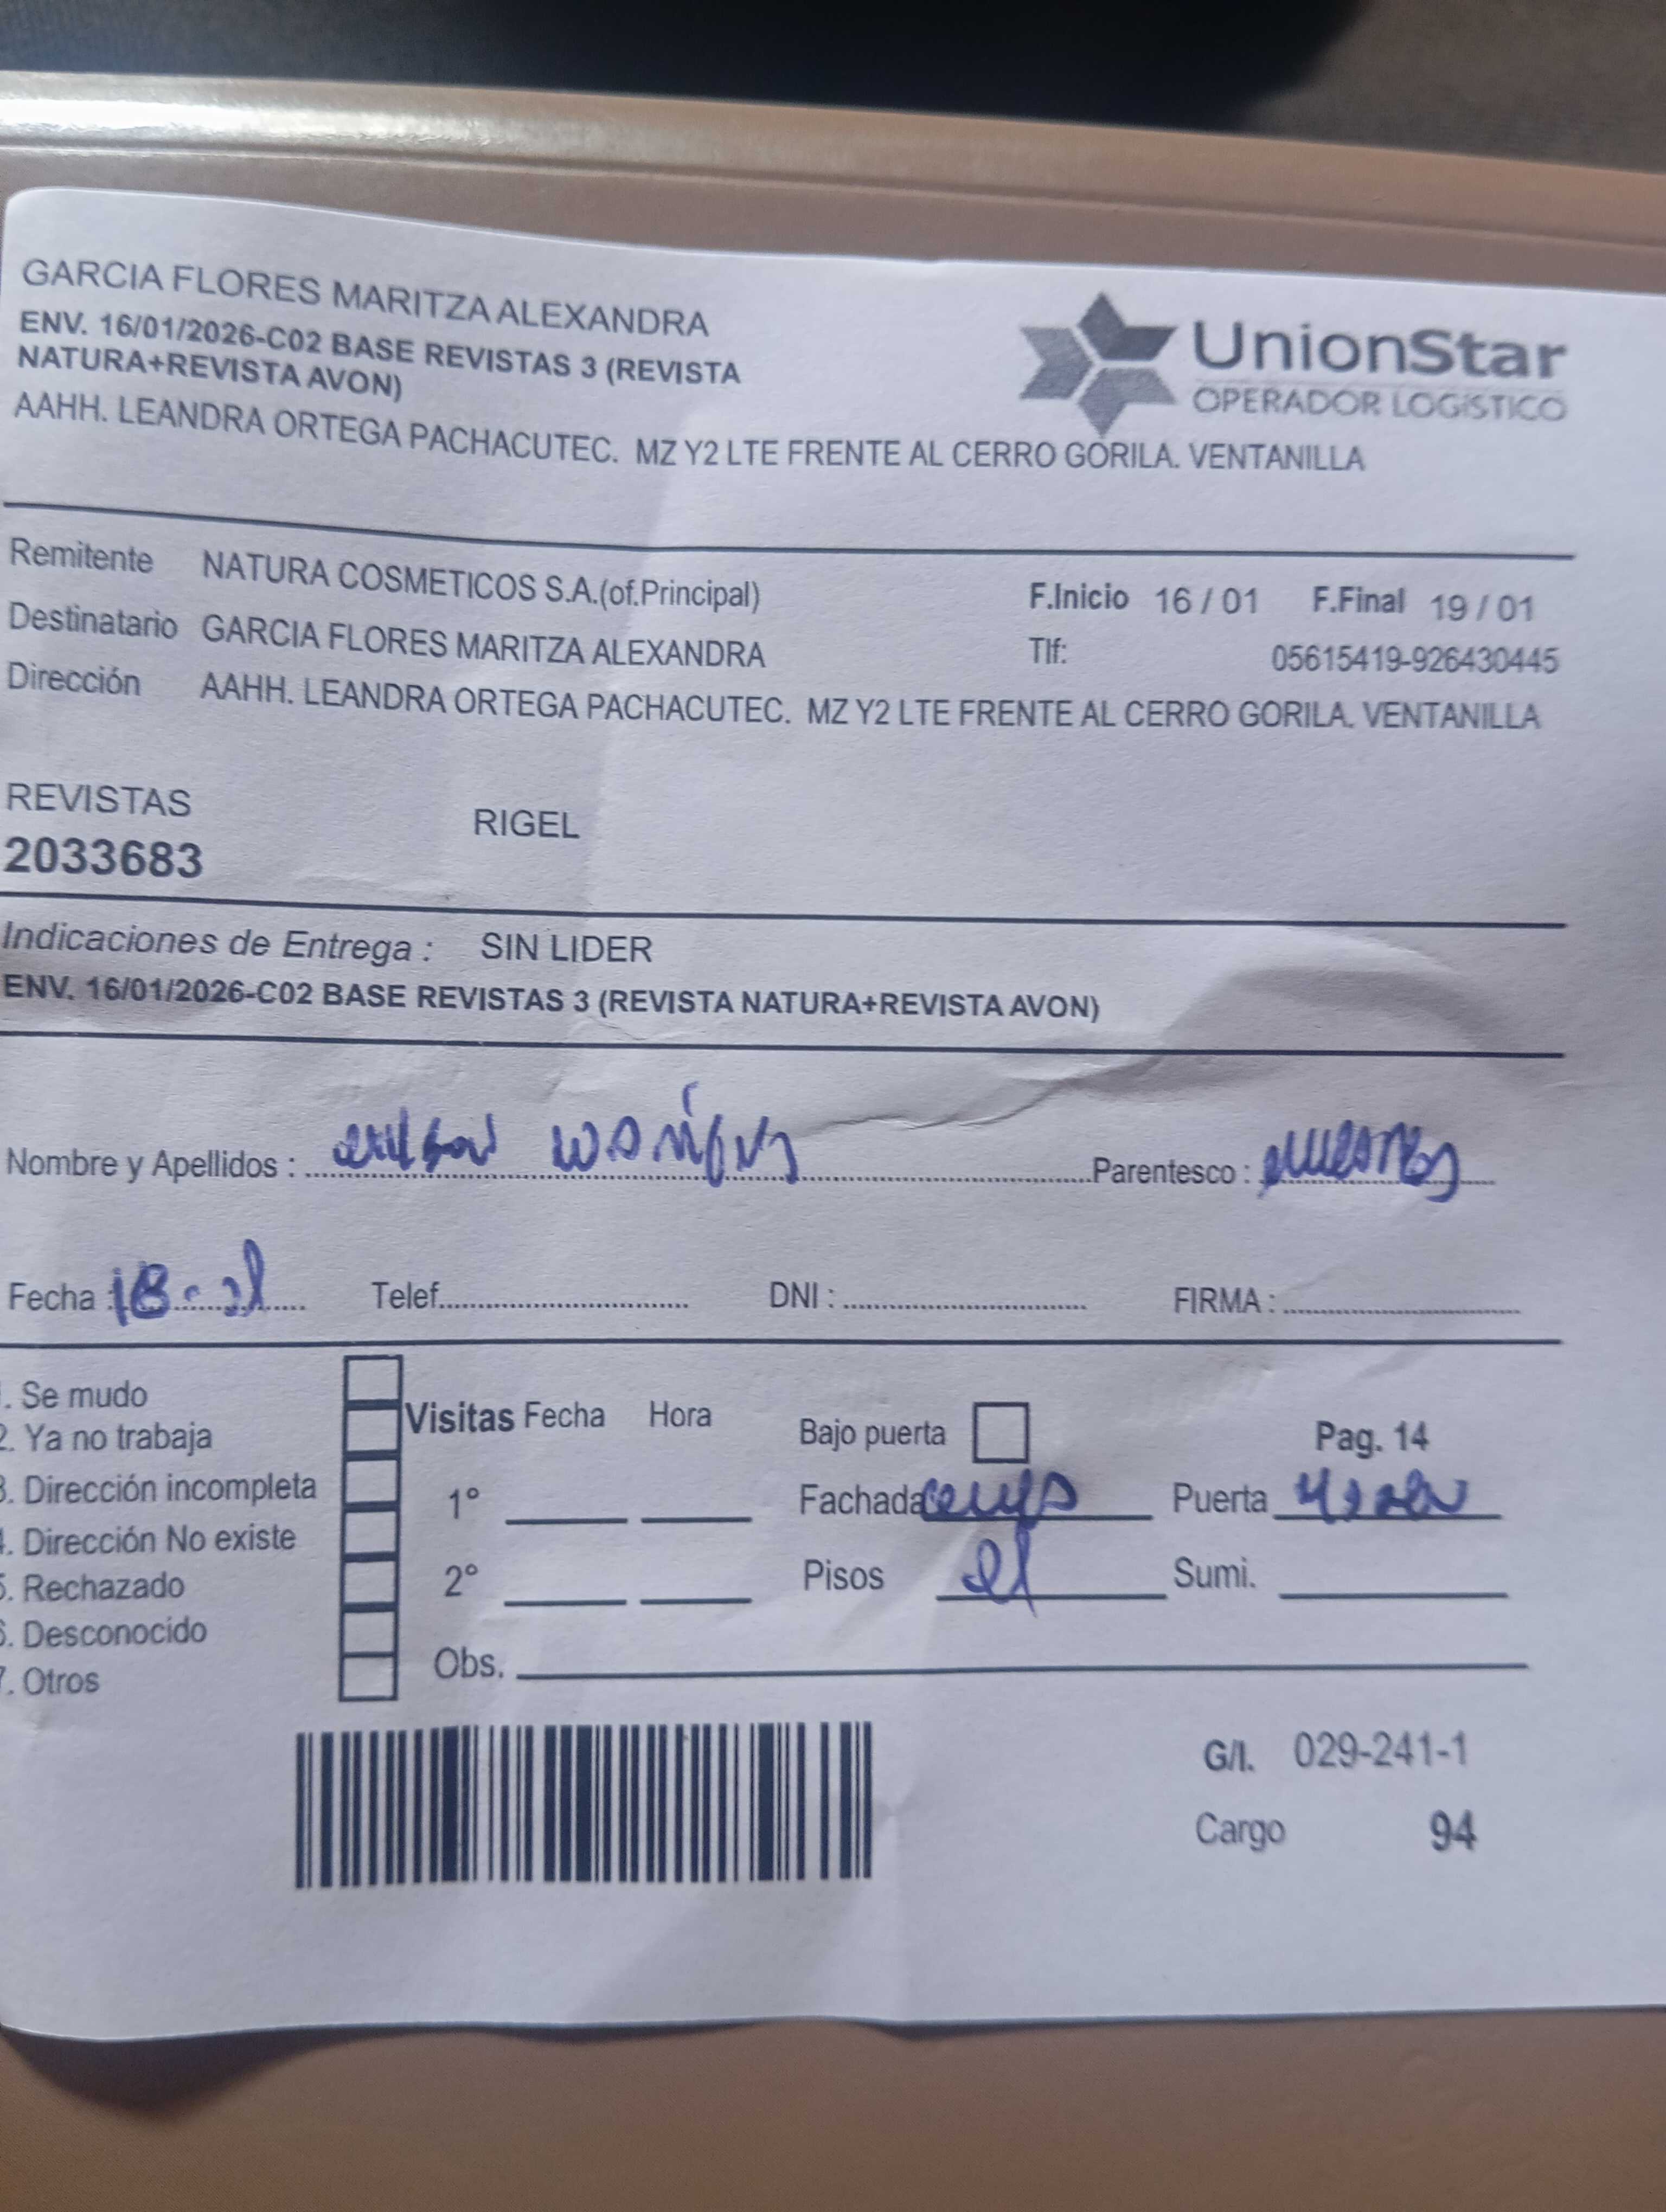 GARCIA FLORES MARITZA ALEXANDRA
ENV. 16/01/2026-C02 BASE REVISTAS 3 (REVISTA
NATURA+REVISTA AVON)
UnionStar
OPERADOR LOGISTICO
AAHH. LEANDRA ORTEGA PACHACUTEC. MZ Y2 LTE FRENTE AL CERRO GORILA. VENTANILLA
Remitente NATURA COSMETICOS S.A.(of.Principal) F.Inicio 16 / 01 F.Final 19 / 01
Destinatario GARCIA FLORES MARITZA ALEXANDRA Tlf: 05615419-926430445
Dirección AAHH. LEANDRA ORTEGA PACHACUTEC. MZ Y2 LTE FRENTE AL CERRO GORILA. VENTANILLA
REVISTAS RIGEL
2033683
Indicaciones de Entrega : SIN LIDER
ENV. 16/01/2026-C02 BASE REVISTAS 3 (REVISTA NATURA+REVISTA AVON)
Nombre y Apellidos : Parentesco :
Fecha : 18 Telef. DNI : FIRMA :
. Se mudo
2. Ya no trabaja
3. Dirección incompleta
. Dirección No existe
5. Rechazado
6. Desconocido
7. Otros
Visitas Fecha Hora
1°
2°
Obs.
Bajo puerta Pag. 14
Fachada Puerta
Pisos Sumi.
G/I. 029-241-1
Cargo 94